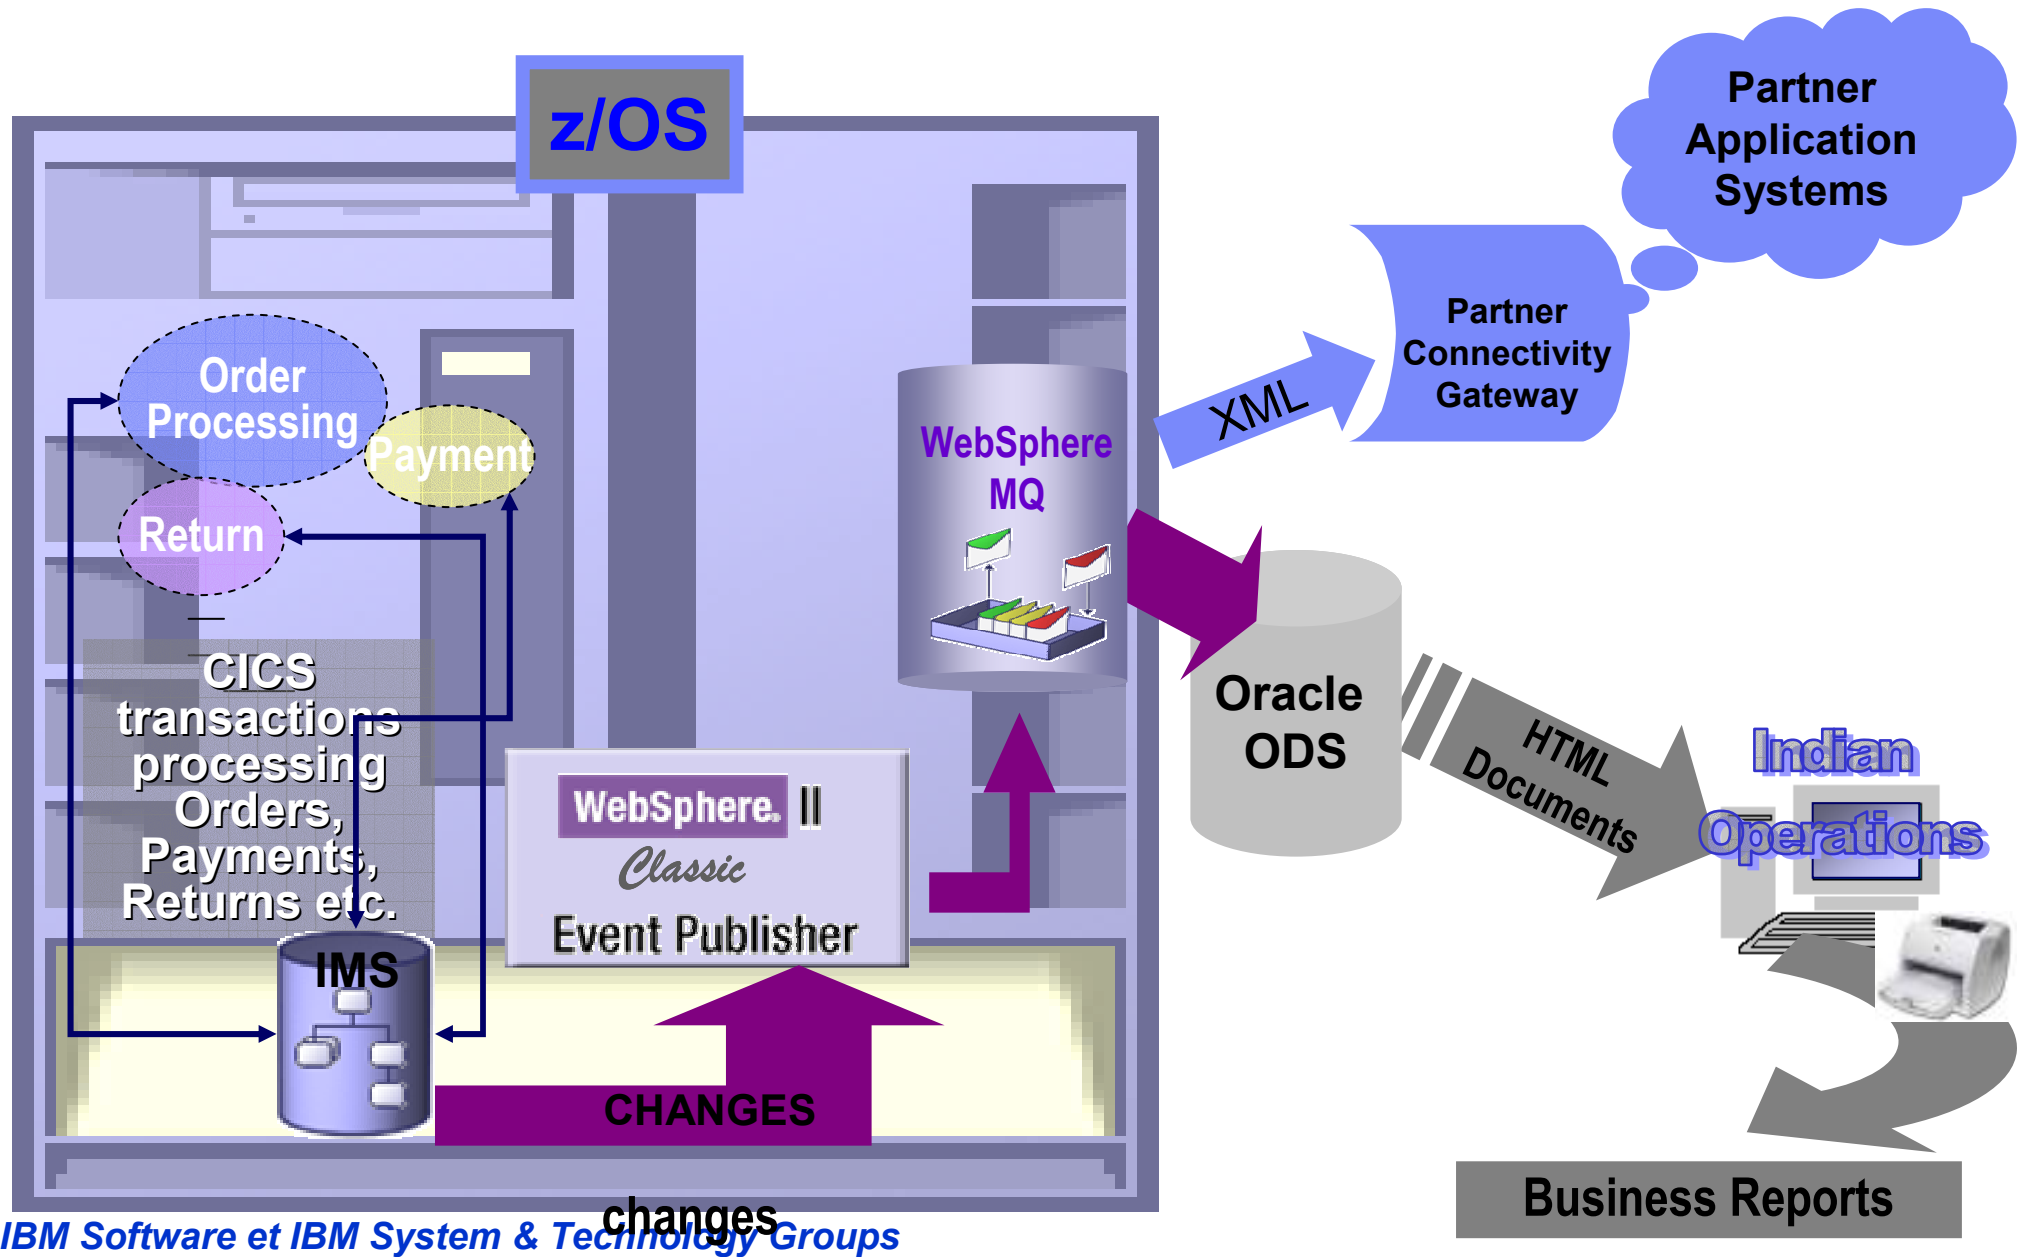 z/OS
Partner
Application
Systems
Partner
Connectivity
Gateway
XML
Order
Processing
Payment
Return
WebSphere
MQ
CICS
transactions
processing
Orders,
Payments,
Returns etc.
Oracle
ODS
HTML
Documents
Indian
Operations
WebSphere. II
Classic
Event Publisher
IMS
CHANGES
Business Reports
changes
IBM Software et IBM System & Technology Groups